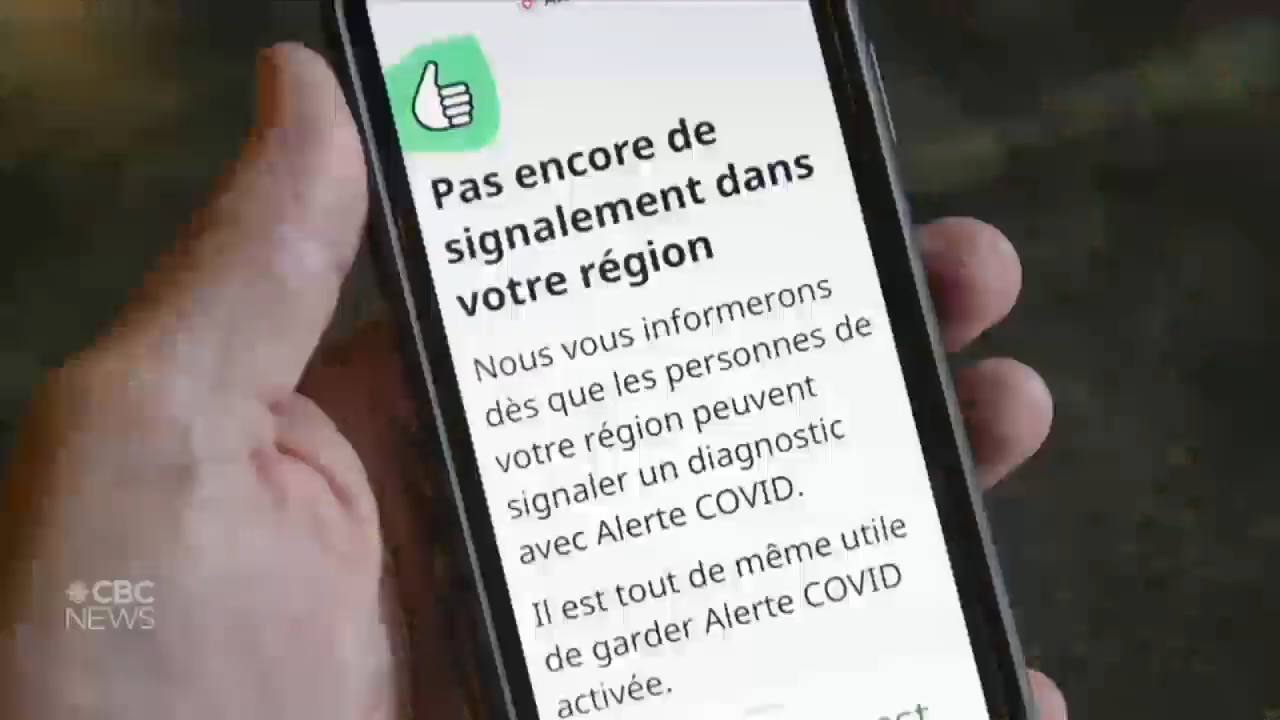 Pas encore de
signalement dans
votre région
Nous vous informerons
dès que les personnes de
votre région peuvent
signaler un diagnostic
avec Alerte COVID.
Il est tout de même utile
de garder Alerte COVID
activée.
CBC
NEWS